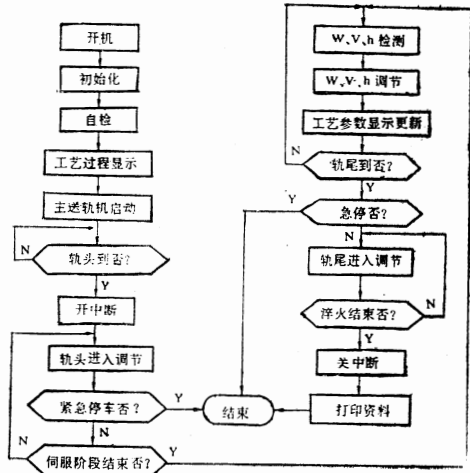 开机
初始化
自检
工艺过程显示
主送轨机启动
N
轨头到否?
Y
开中断
轨头进入调节
紧急停车否?
Y
N
N
伺服阶段结束否?
Y
W、V、h 检测
W、V、h 调节
工艺参数显示更新
N
轨尾到否?
Y
Y
急停否?
N
轨尾进入调节
淬火结束否?
N
Y
关中断
打印资料
结束